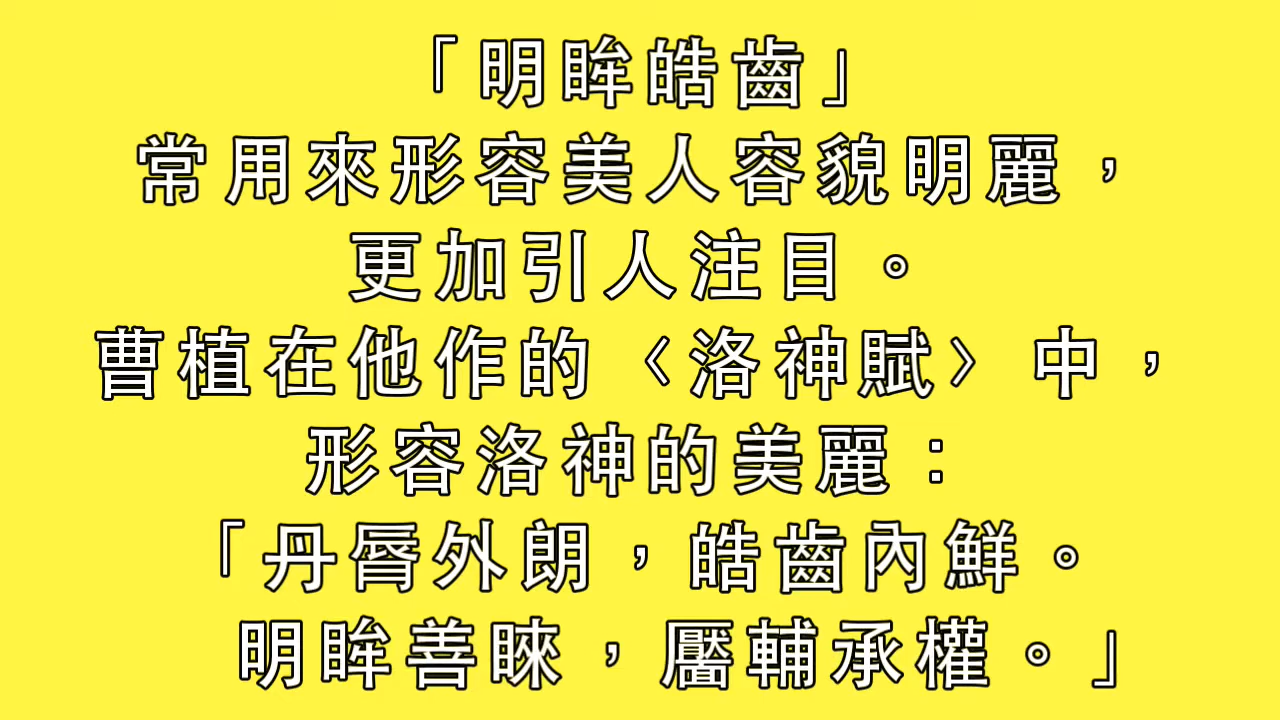 「明眸皓齒」
常用來形容美人容貌明麗，
更加引人注目。
曹植在他作的〈洛神賦〉中，
形容洛神的美麗：
「丹脣外朗，皓齒內鮮。
明眸善睞，靨輔承權。」